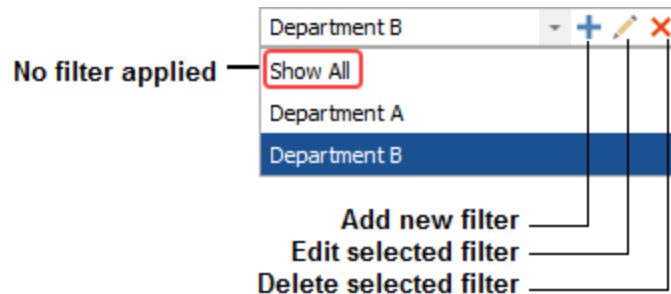 Department B
No filter applied
Show All
Department A
Department B
Add new filter
Edit selected filter
Delete selected filter